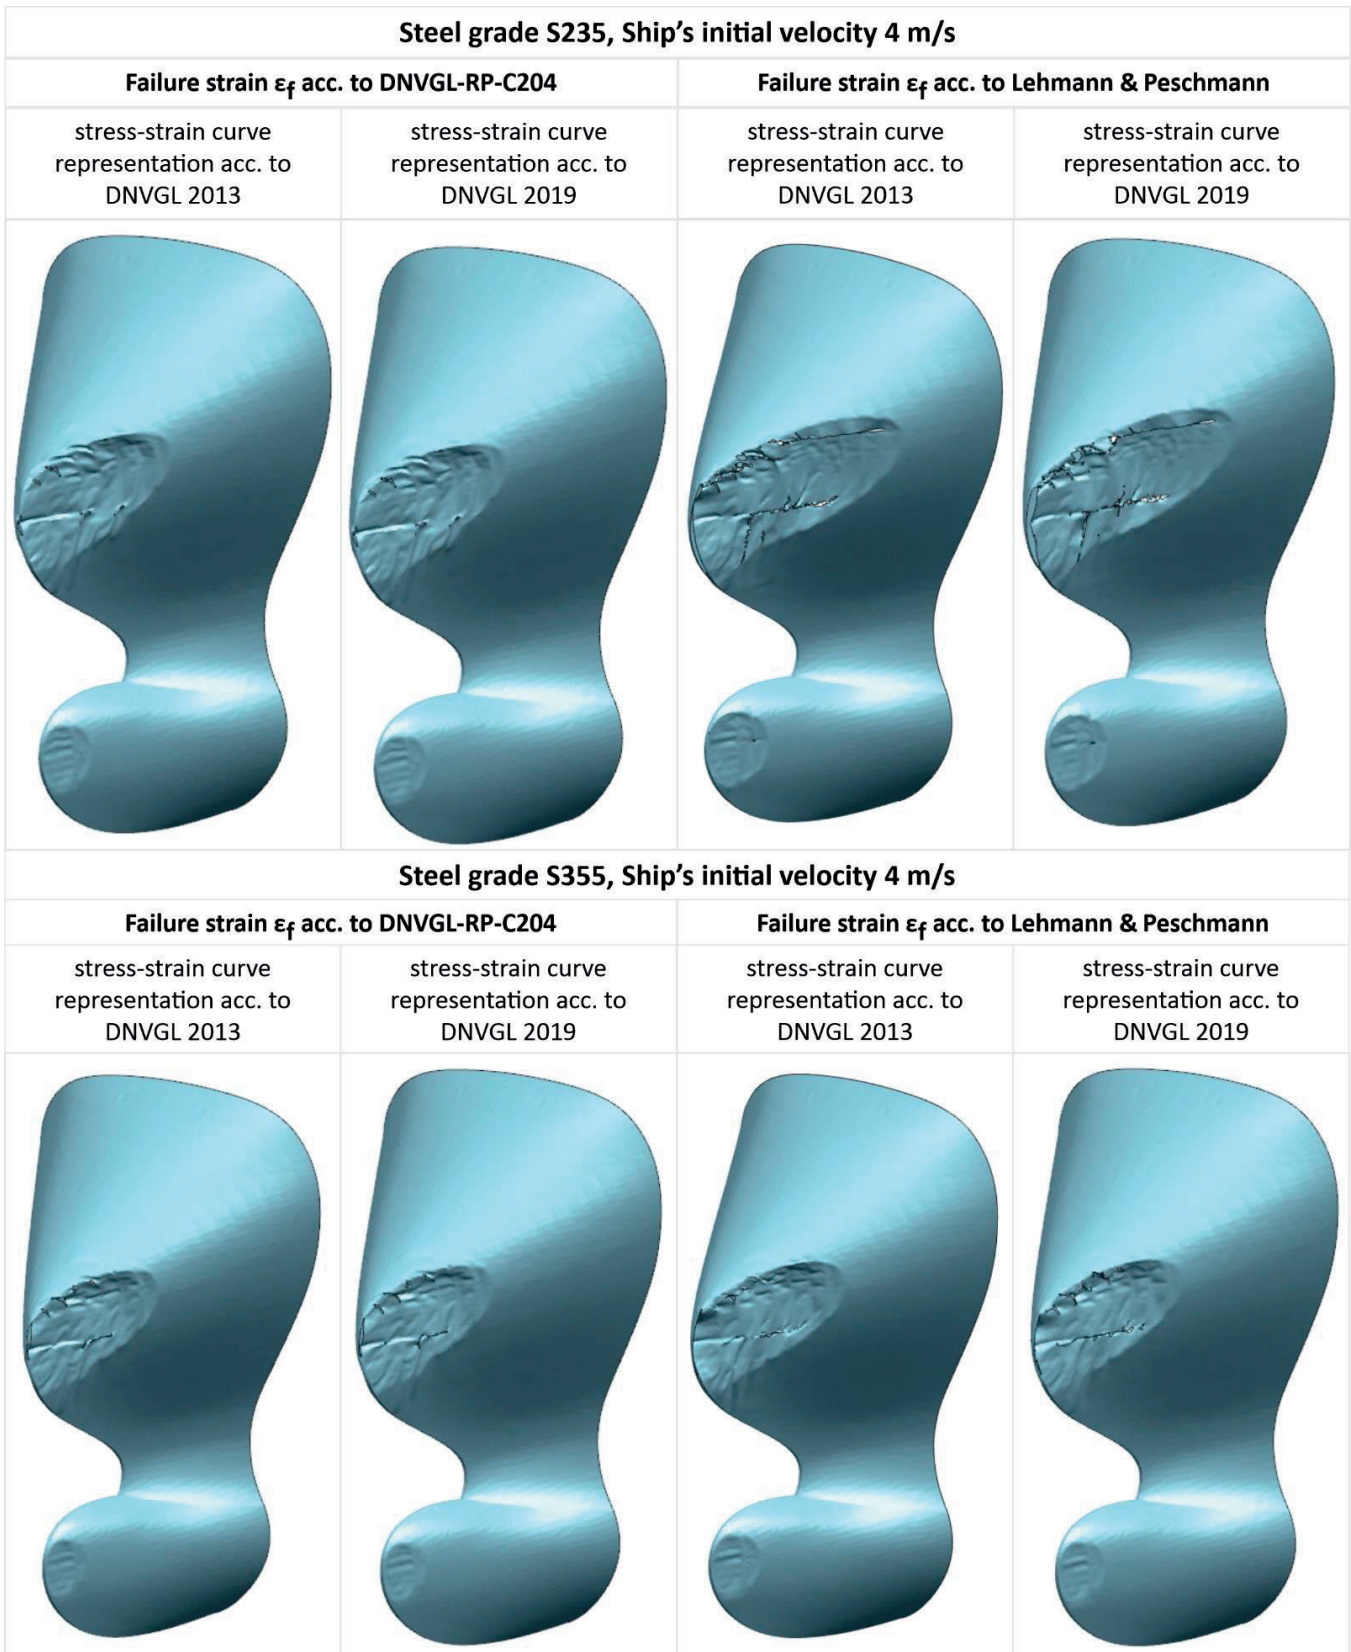 Steel grade S235, Ship's initial velocity 4 m/s
Failure strain εf acc. to DNVGL-RP-C204
Failure strain εf acc. to Lehmann & Peschmann
stress-strain curve
representation acc. to
DNVGL 2013
stress-strain curve
representation acc. to
DNVGL 2019
stress-strain curve
representation acc. to
DNVGL 2013
stress-strain curve
representation acc. to
DNVGL 2019
Steel grade S355, Ship's initial velocity 4 m/s
Failure strain εf acc. to DNVGL-RP-C204
Failure strain εf acc. to Lehmann & Peschmann
stress-strain curve
representation acc. to
DNVGL 2013
stress-strain curve
representation acc. to
DNVGL 2019
stress-strain curve
representation acc. to
DNVGL 2013
stress-strain curve
representation acc. to
DNVGL 2019